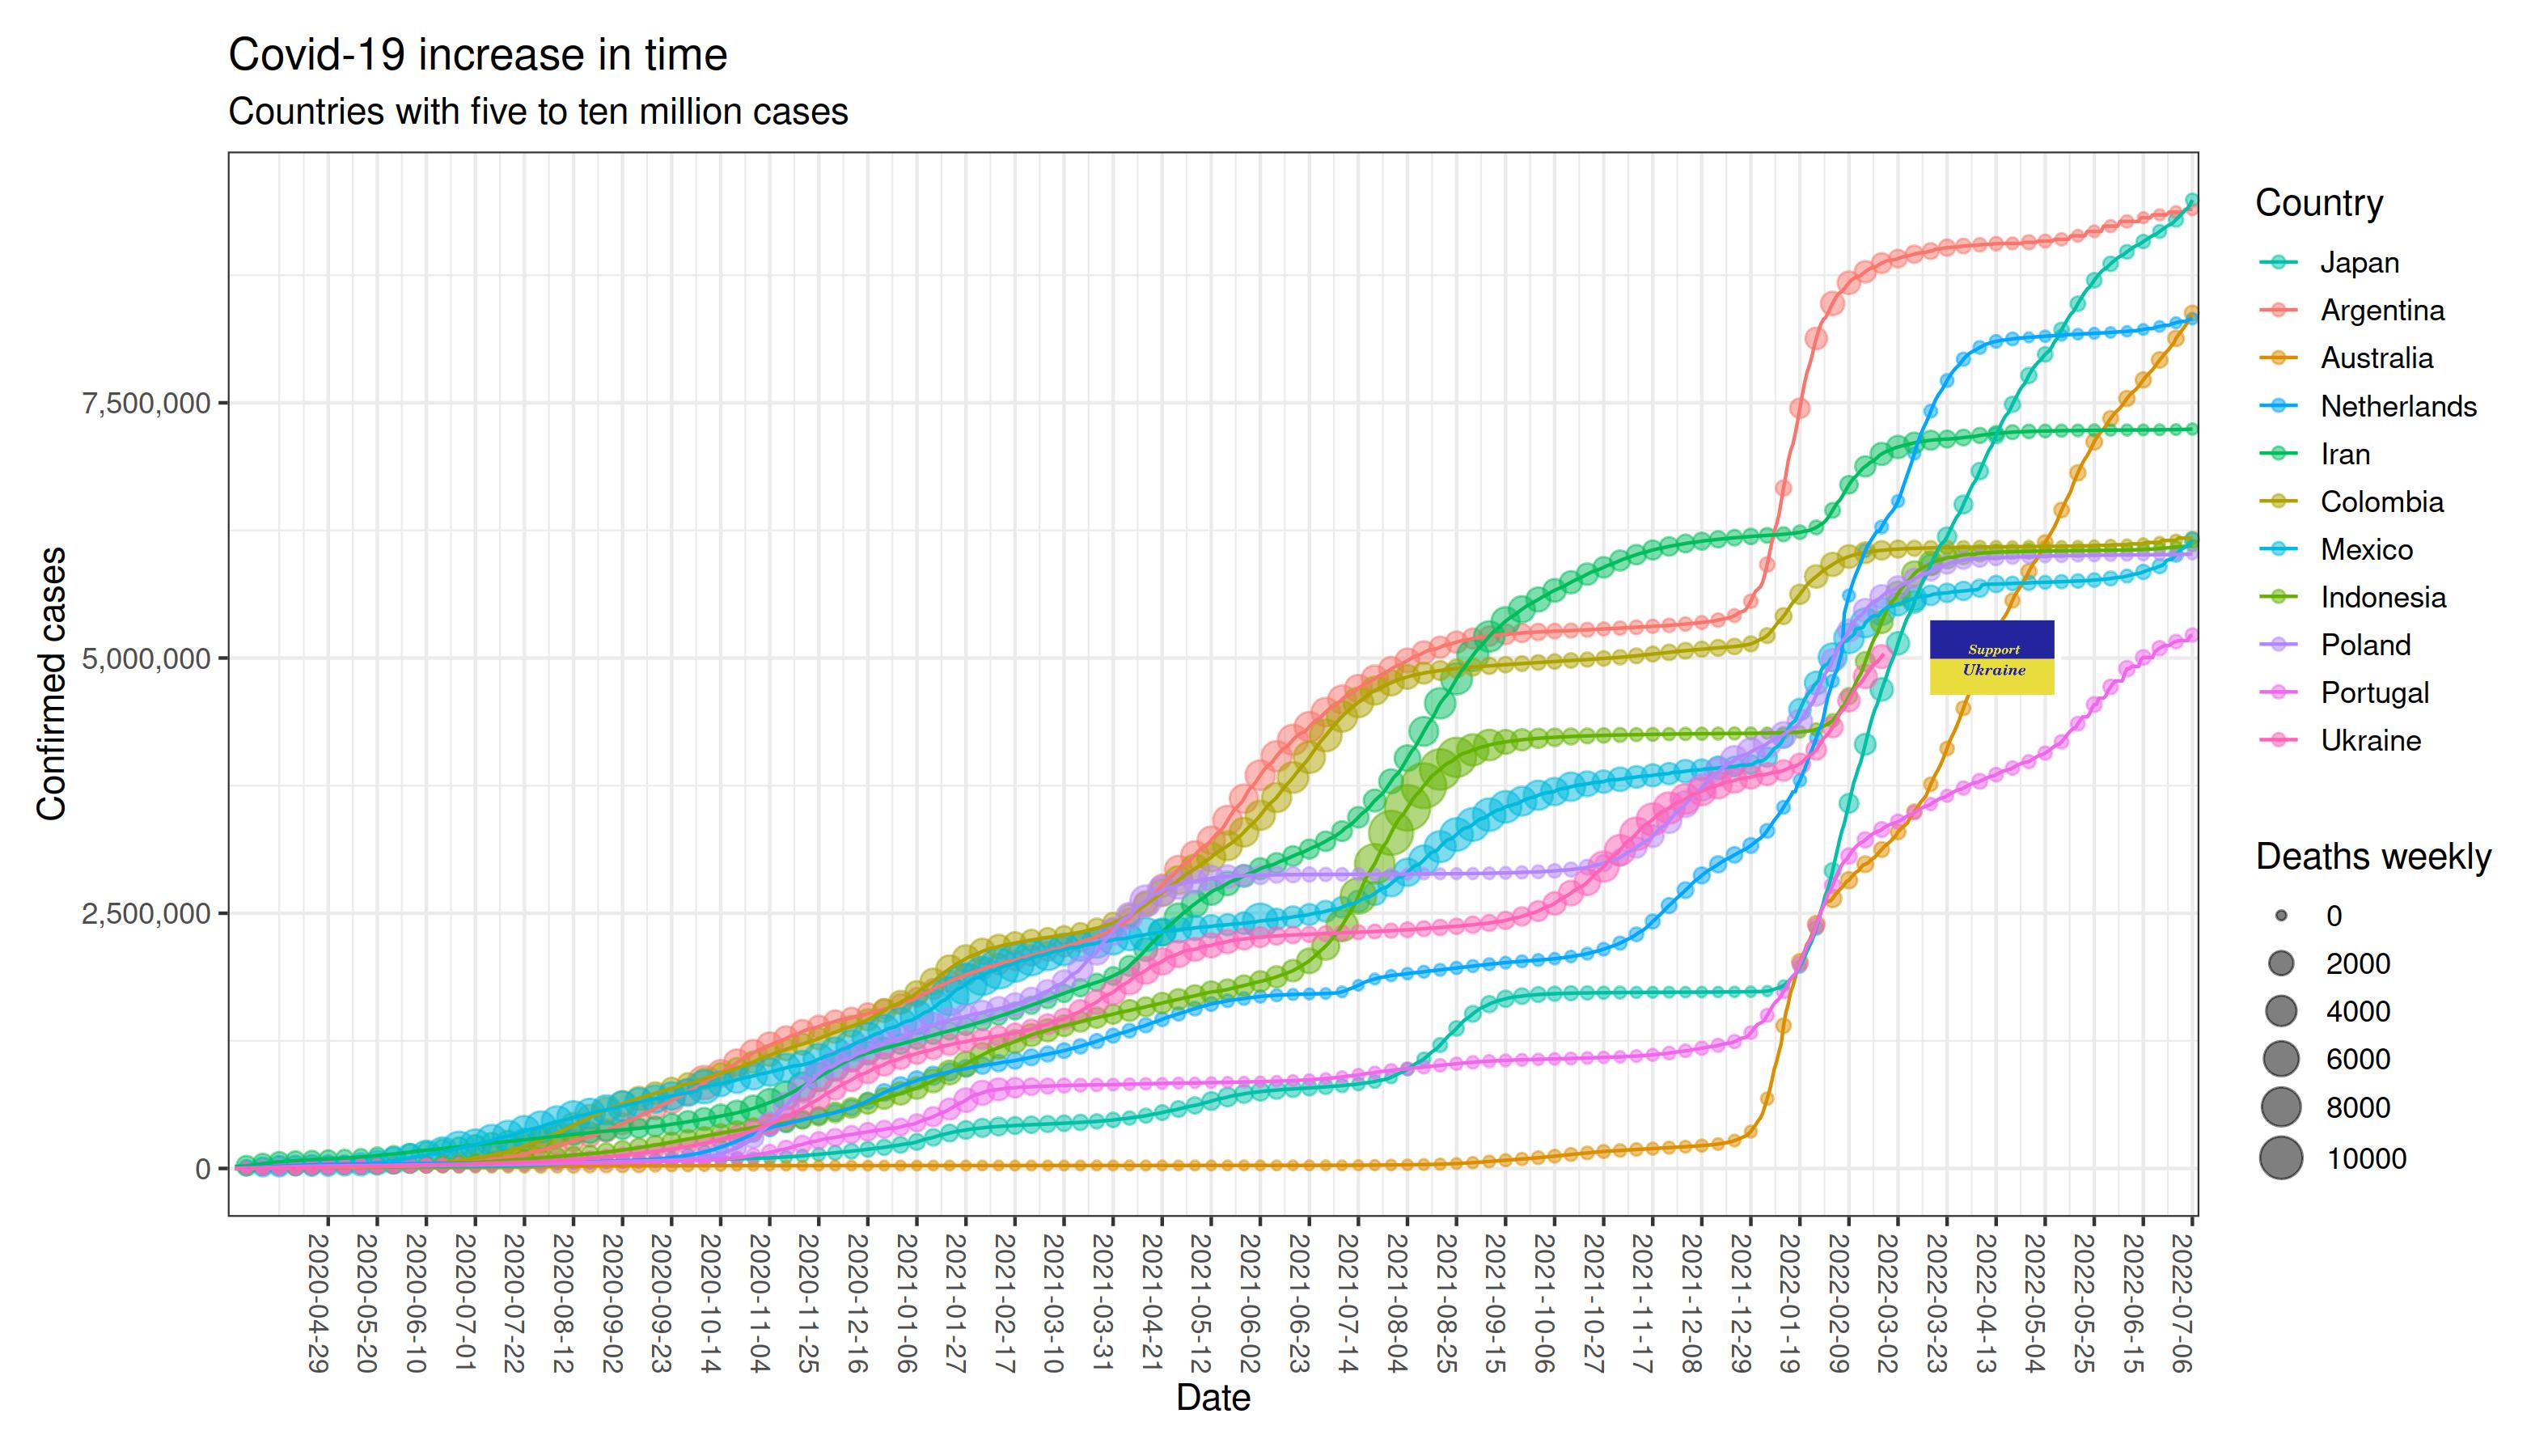 Covid-19 increase in time
Countries with five to ten million cases
Confirmed cases
7,500,000
5,000,000
2,500,000
0
Support
Ukraine
2020-04-29
2020-05-20
2020-06-10
2020-07-01
2020-07-22
2020-08-12
2020-09-02
2020-09-23
2020-10-14
2020-11-04
2020-11-25
2020-12-16
2021-01-06
2021-01-27
2021-02-17
2021-03-10
2021-03-31
2021-04-21
2021-05-12
2021-06-02
2021-06-23
2021-07-14
2021-08-04
2021-08-25
2021-09-15
2021-10-06
2021-10-27
2021-11-17
2021-12-08
2021-12-29
2022-01-19
2022-02-09
2022-03-02
2022-03-23
2022-04-13
2022-05-04
2022-05-25
2022-06-15
2022-07-06
Date
Country
Japan
Argentina
Australia
Netherlands
Iran
Colombia
Mexico
Indonesia
Poland
Portugal
Ukraine
Deaths weekly
0
2000
4000
6000
8000
10000